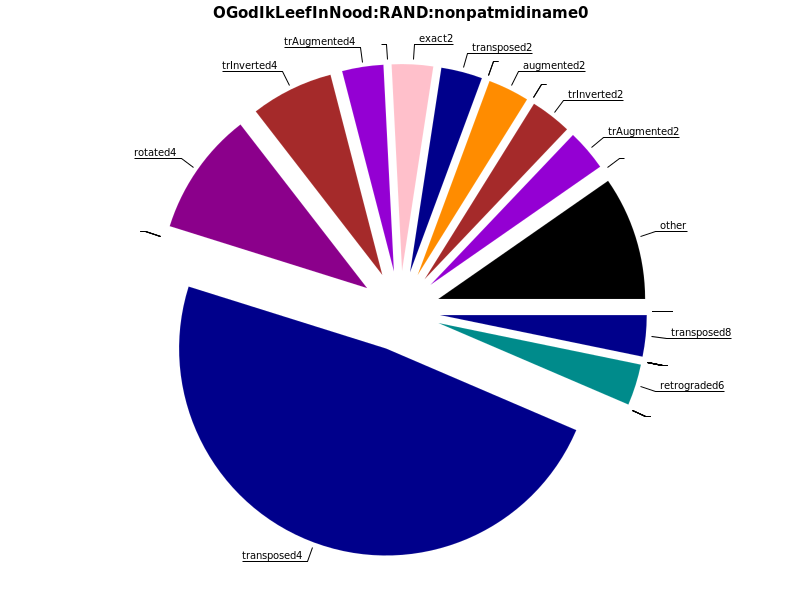 OGodIkLeefInNood:RAND:nonpatmidiname0
exact2
trAugmented4
transposed2
trInverted4
augmented2
trInverted2
trAugmented2
rotated4
other
transposed8
retrograded6
transposed4